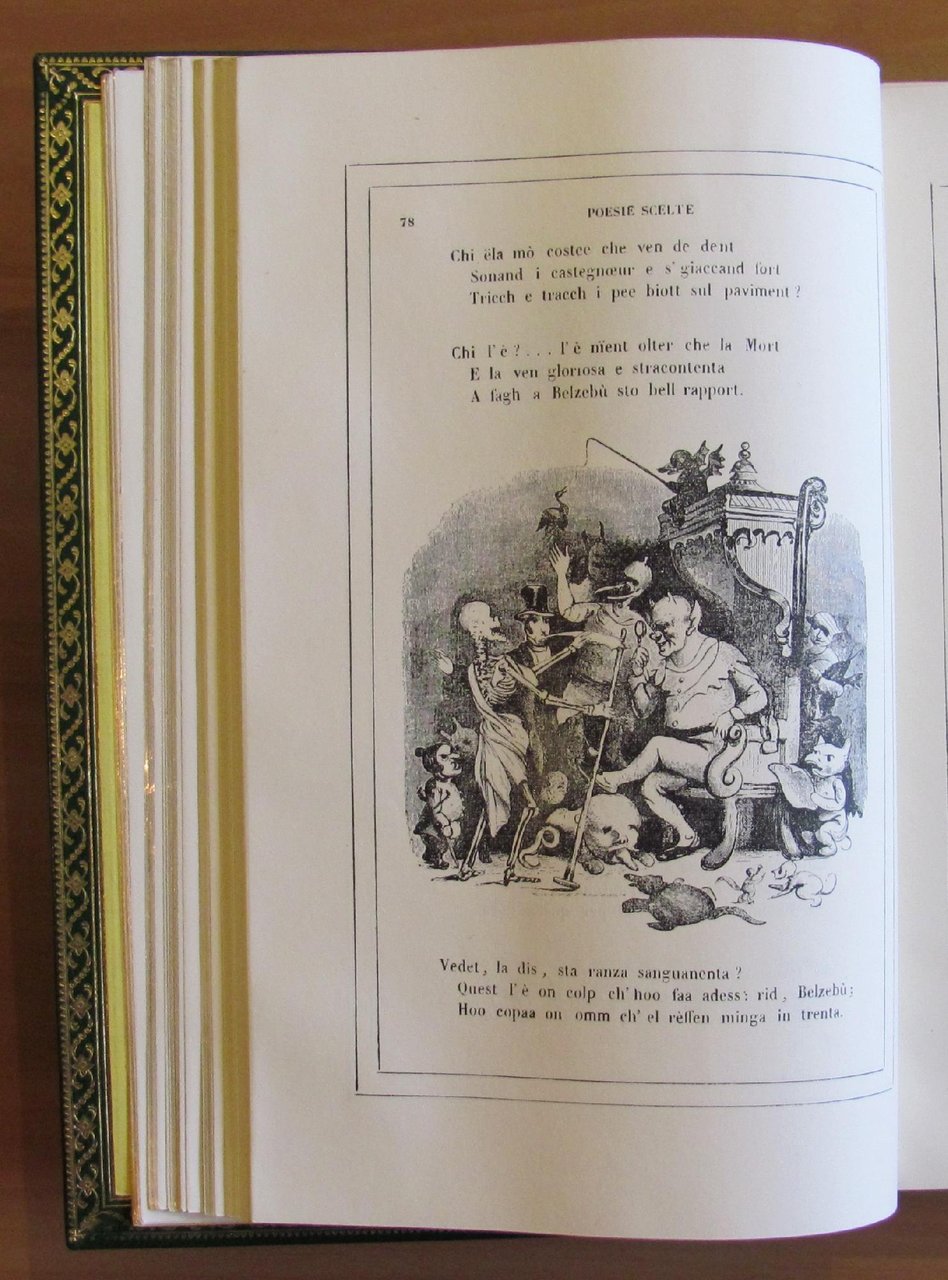 78
POESIE SCELTE
Chi ëla mò costee che ven de dent
Sonand i castegnœur e s'giaccand fort
Tricch e tracch i pee biott sul paviment?
Chi l'è?... l'è nïent olter che la Mort
E la ven gloriosa e stracontenta
A fagh a Belzebù sto bell rapport.
Vedet, la dis, sta ranza sanguanenta?
Quest l'è on colp ch'hoo faa adess: rid, Belzebù;
Hoo copaa on omm ch'el rèffen minga in trenta.